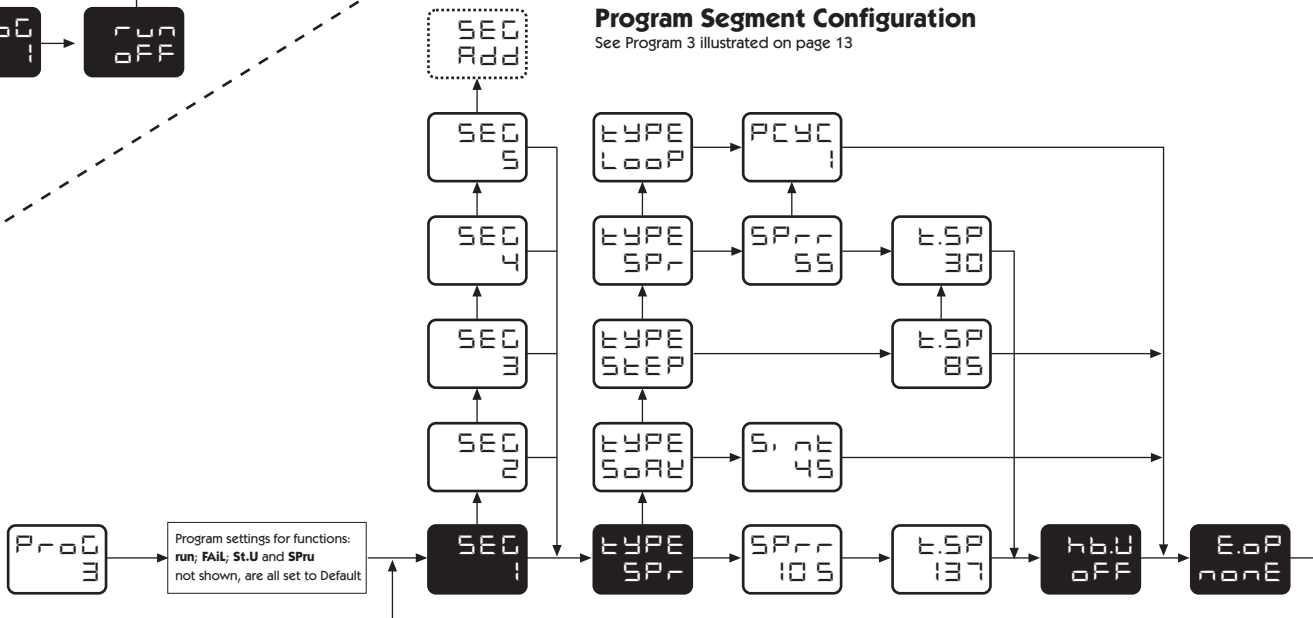 Program Segment Configuration
See Program 3 illustrated on page 13
1
run
oFF
SEG
Add
SEG
5
tYPE
LooP
PCYC
1
SEG
4
tYPE
SPr
SPrr
55
t.SP
30
SEG
3
tYPE
StEP
t.SP
85
SEG
2
tYPE
SoAK
S, nt
45
ProG
3
Program settings for functions:
run; FAiL; St.U and SPru
not shown, are all set to Default
SEG
1
tYPE
SPr
SPrr
105
t.SP
137
hb.U
oFF
E.oP
nonE